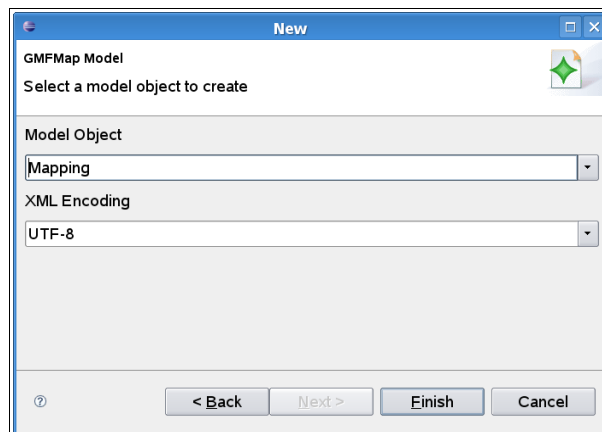 New
GMFMap Model
Select a model object to create
Model Object
Mapping
XML Encoding
UTF-8
? < Back Next > Finish Cancel